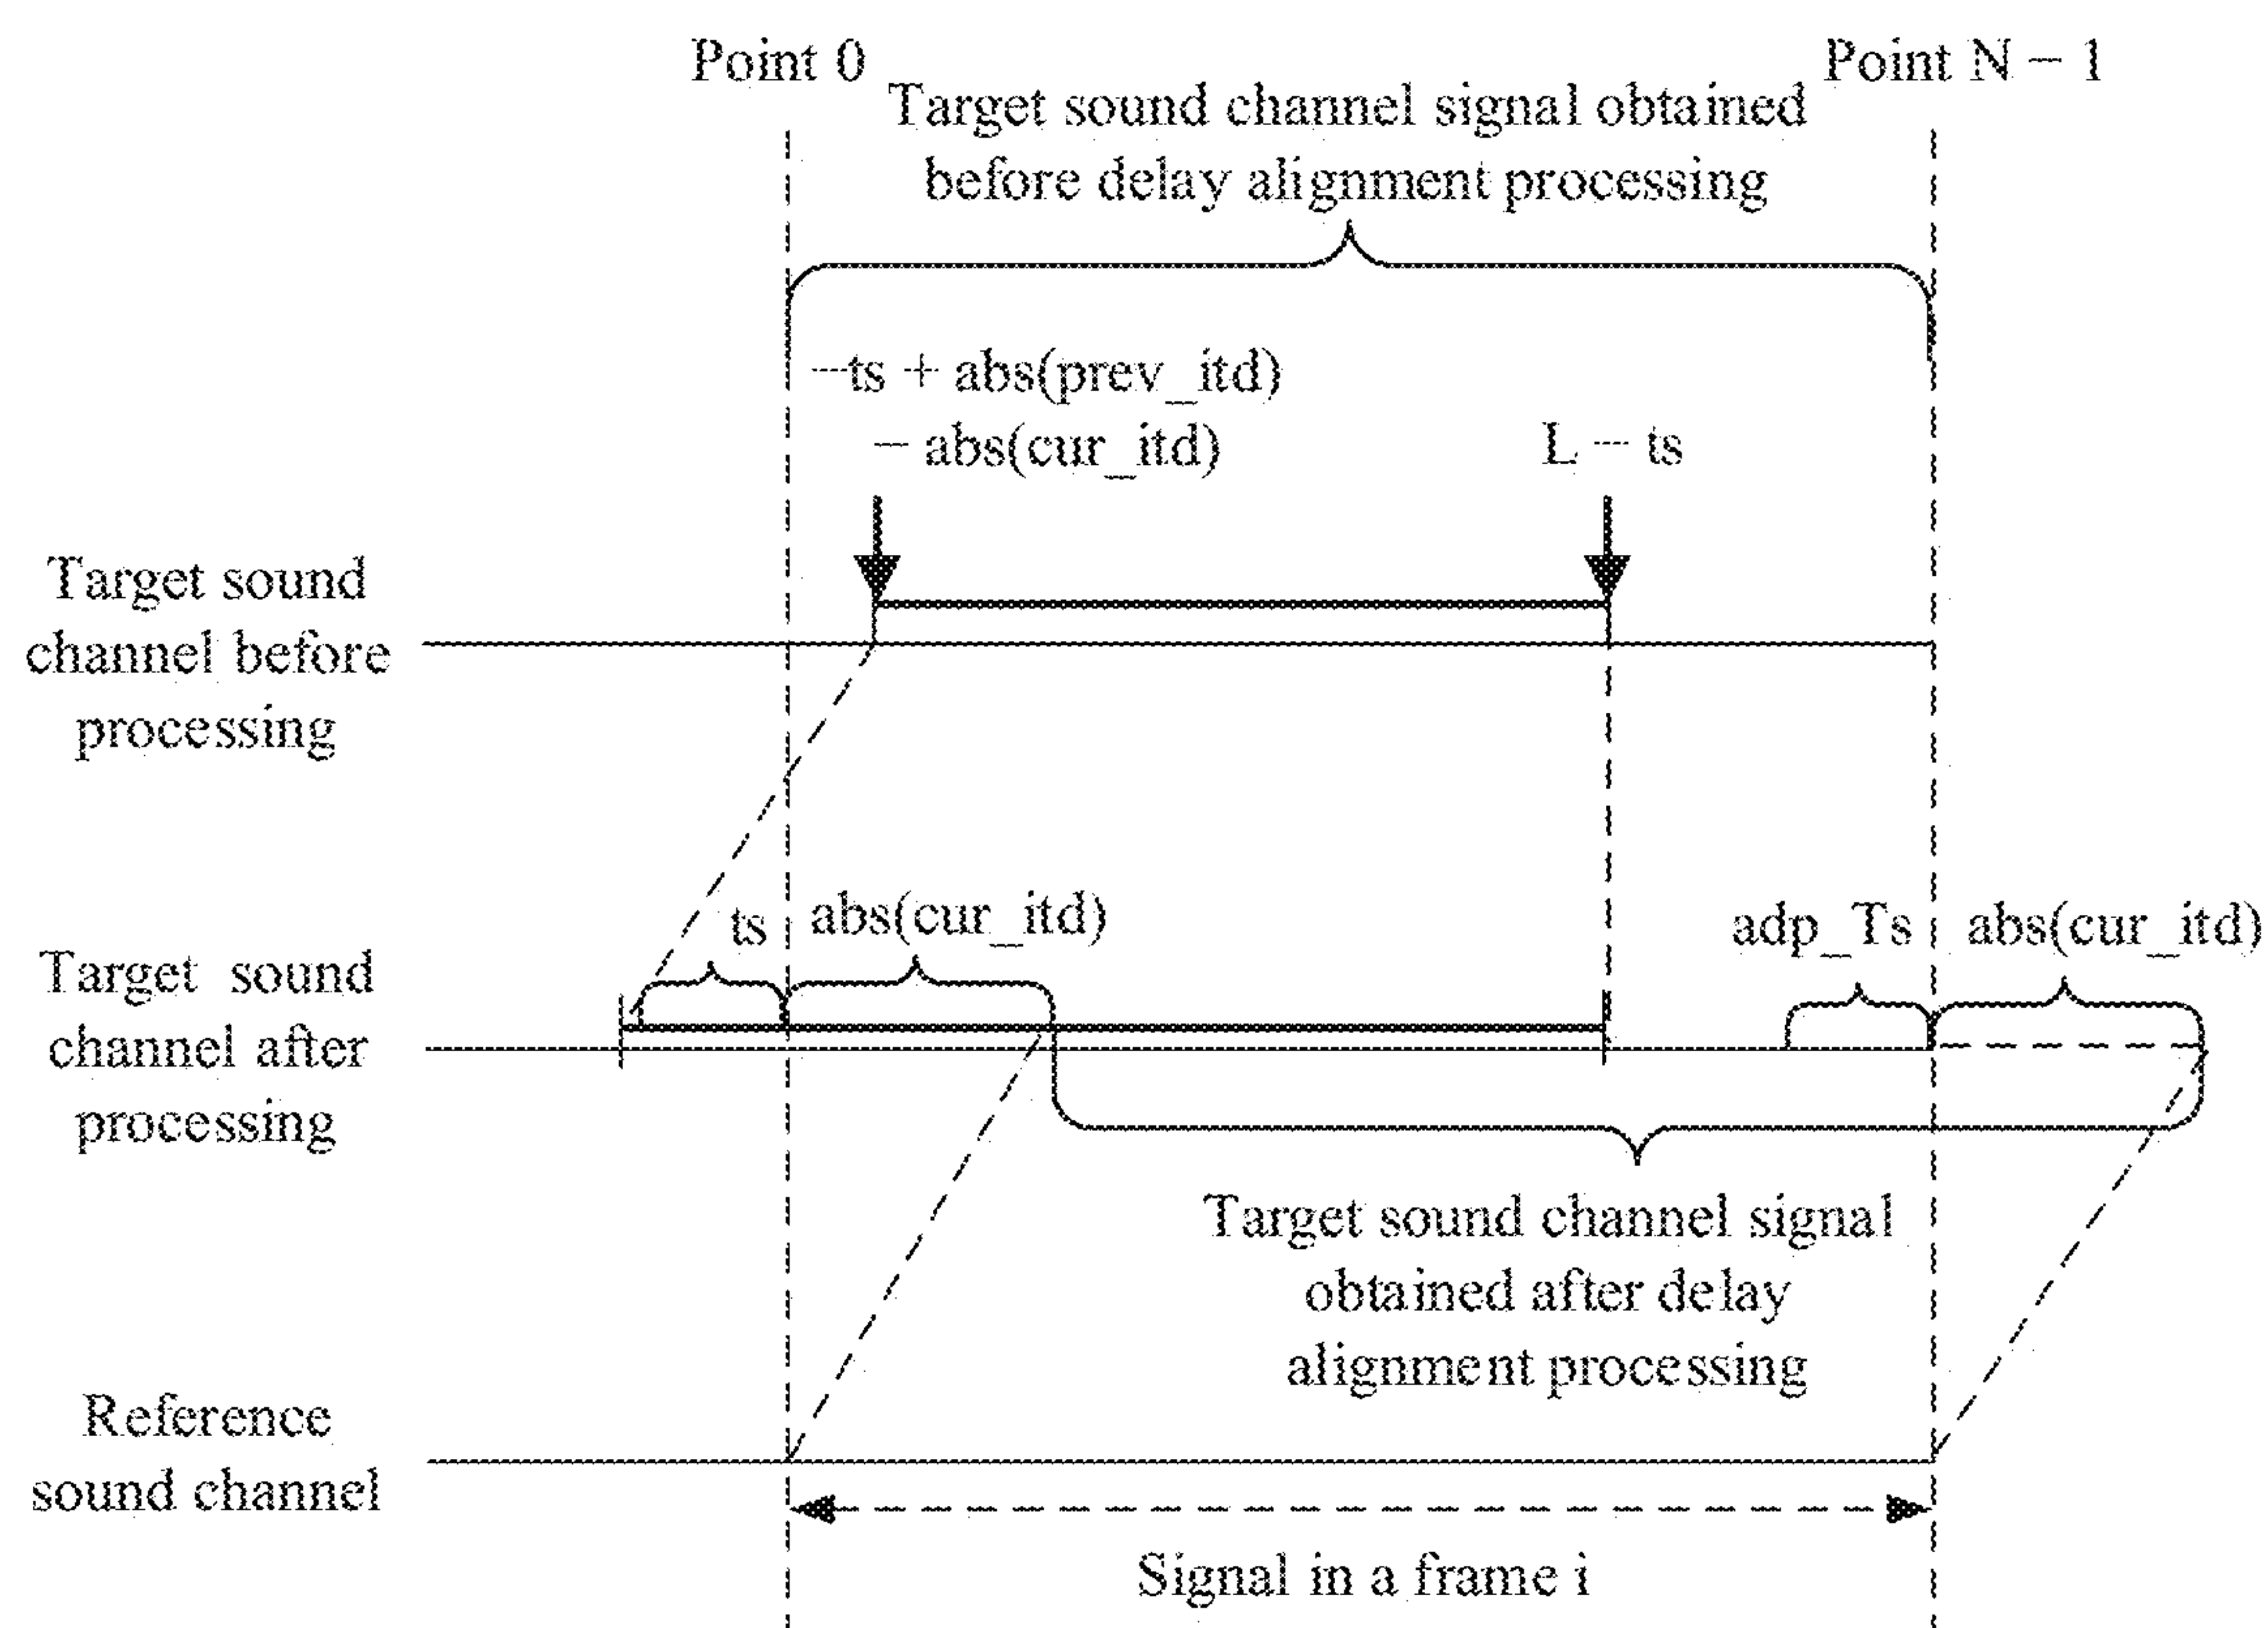 Point 0
Point N − 1
Target sound channel signal obtained
before delay alignment processing
−ts + abs(prev_itd)
− abs(cur_itd)
L − ts
Target sound
channel before
processing
ts
abs(cur_itd)
adp_Ts
abs(cur_itd)
Target sound
channel after
processing
Target sound channel signal
obtained after delay
alignment processing
Reference
sound channel
Signal in a frame i